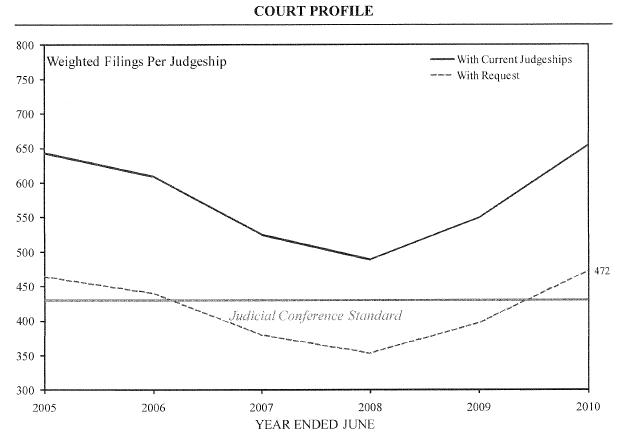 COURT PROFILE
800
Weighted Filings Per Judgeship
With Current Judgeships
With Request
750
700
650
600
550
500
450
400
350
300
472
Judicial Conference Standard
2005 2006 2007 2008 2009 2010
YEAR ENDED JUNE